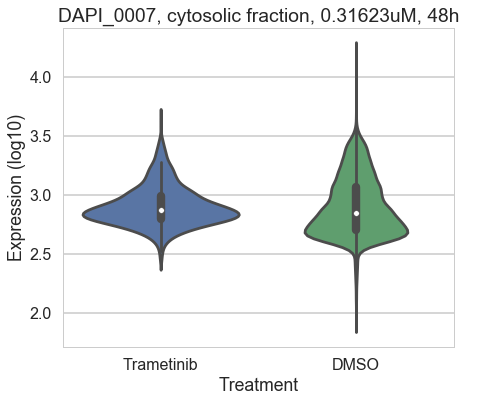 DAPI_0007, cytosolic fraction, 0.31623uM, 48h
Expression (log10)
4.0
3.5
3.0
2.5
2.0
Trametinib DMSO
Treatment